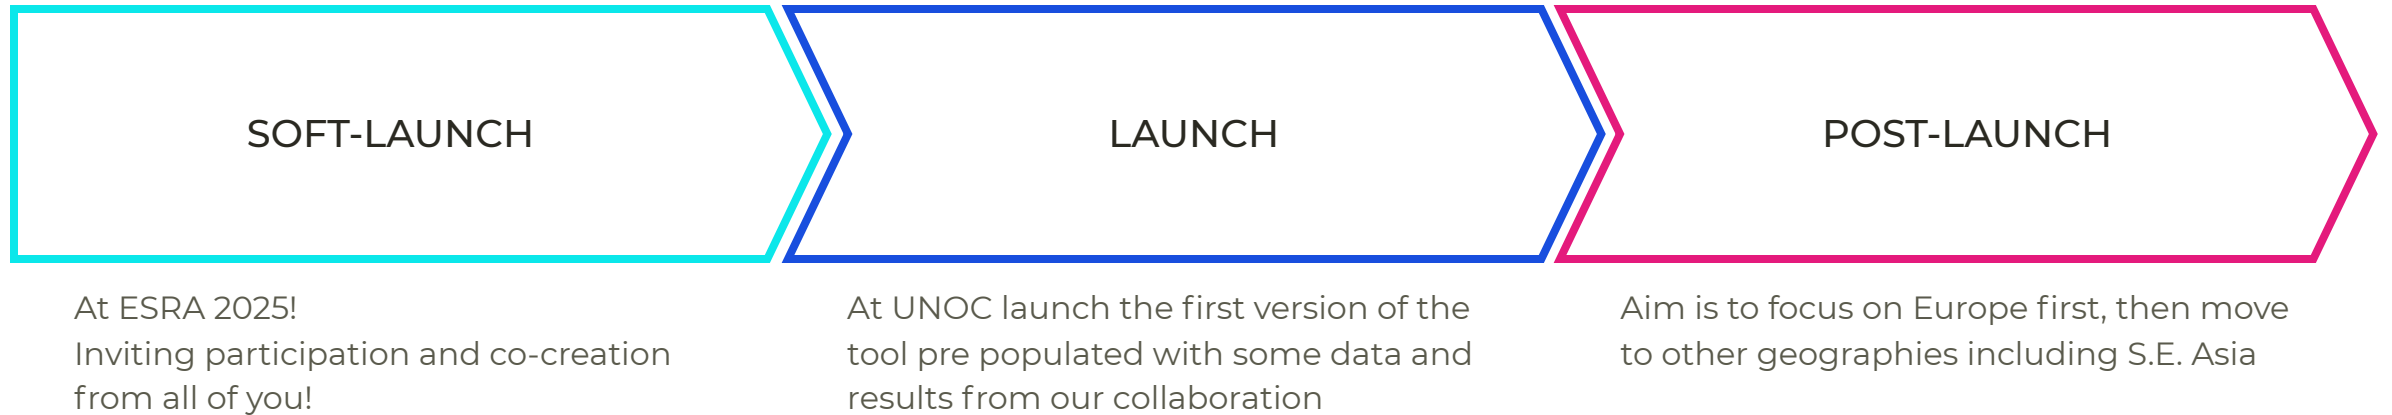 SOFT-LAUNCH
At ESRA 2025!
Inviting participation and co-creation
from all of you!
LAUNCH
At UNOC launch the first version of the
tool pre populated with some data and
results from our collaboration
POST-LAUNCH
Aim is to focus on Europe first, then move
to other geographies including S.E. Asia